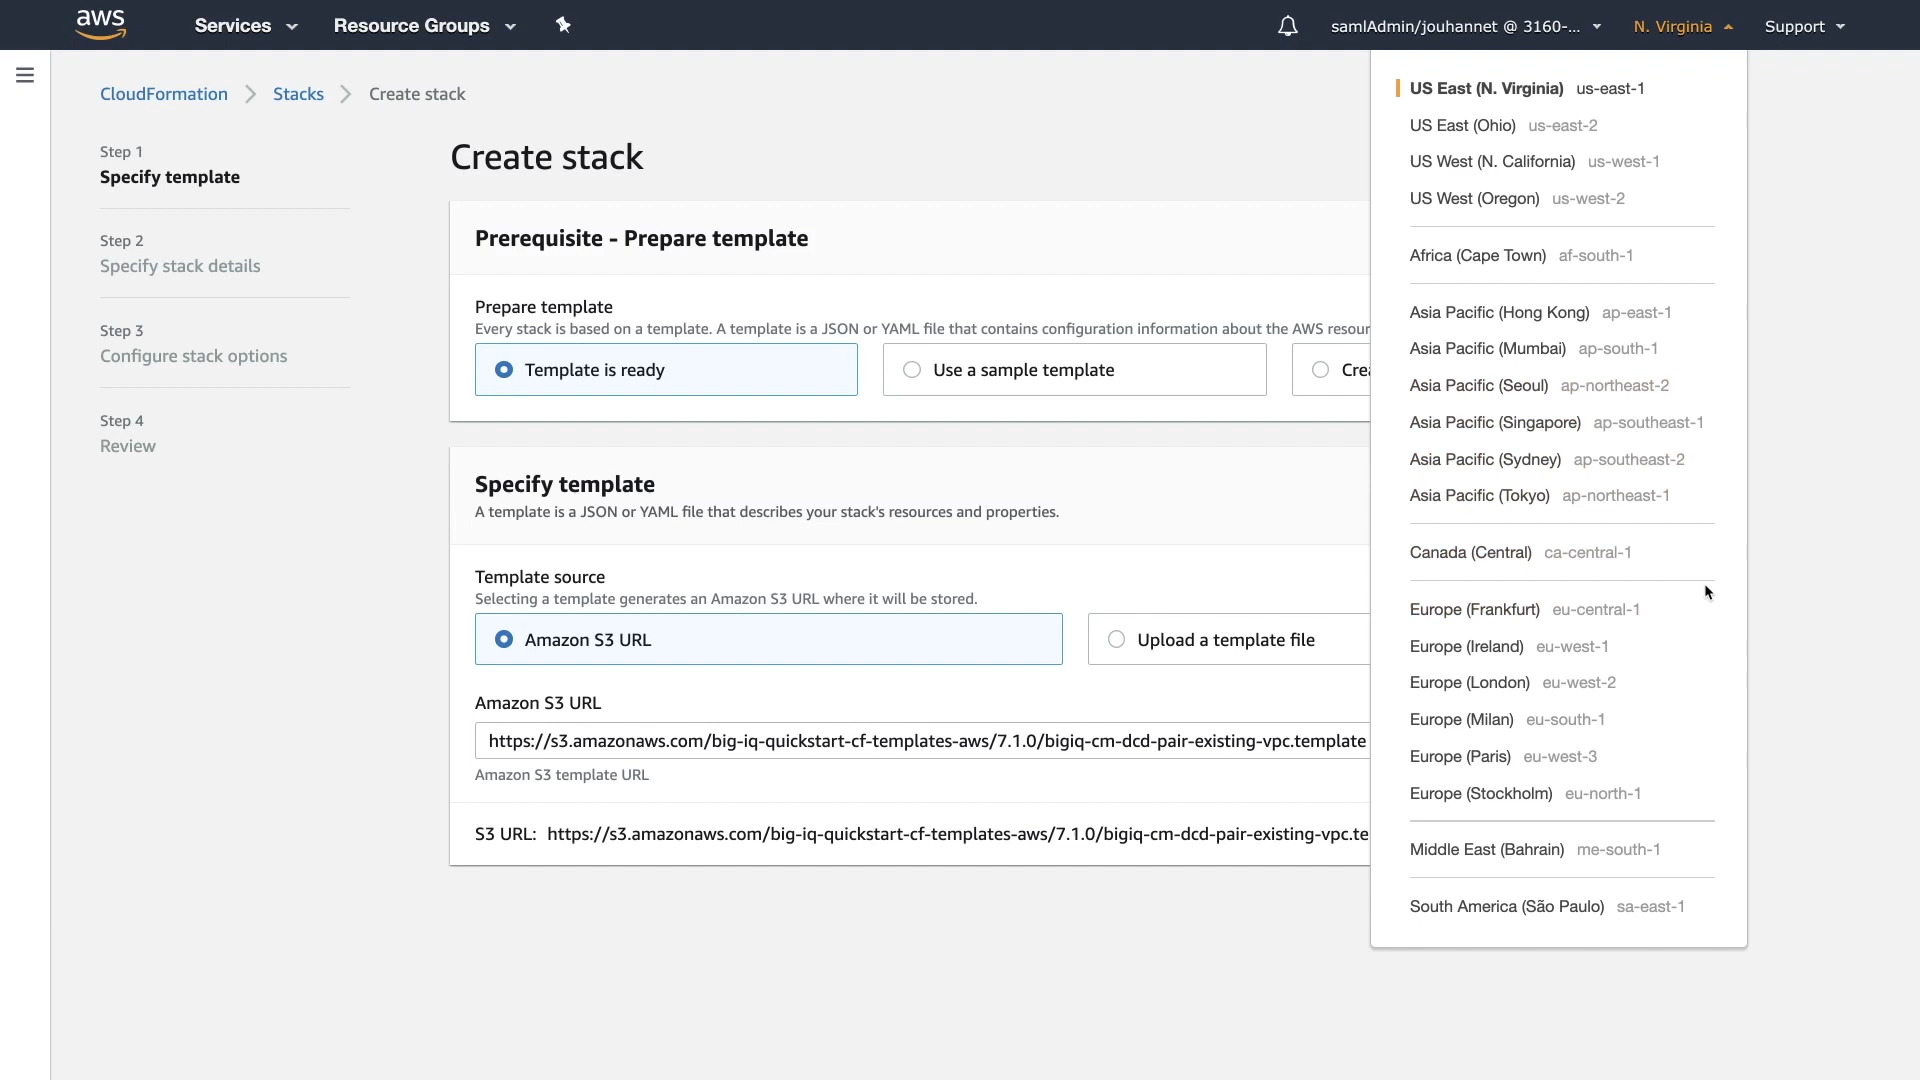 aws Services Resource Groups samlAdmin/jouhannet @ 3160-... N. Virginia Support
CloudFormation Stacks Create stack
Step 1
Specify template
Step 2
Specify stack details
Step 3
Configure stack options
Step 4
Review
Create stack
Prerequisite - Prepare template
Prepare template
Every stack is based on a template. A template is a JSON or YAML file that contains configuration information about the AWS resour
Template is ready
Use a sample template
Crea
Specify template
A template is a JSON or YAML file that describes your stack's resources and properties.
Template source
Selecting a template generates an Amazon S3 URL where it will be stored.
Amazon S3 URL
Upload a template file
Amazon S3 URL
https://s3.amazonaws.com/big-iq-quickstart-cf-templates-aws/7.1.0/bigiq-cm-dcd-pair-existing-vpc.template
Amazon S3 template URL
S3 URL: https://s3.amazonaws.com/big-iq-quickstart-cf-templates-aws/7.1.0/bigiq-cm-dcd-pair-existing-vpc.te
US East (N. Virginia) us-east-1
US East (Ohio) us-east-2
US West (N. California) us-west-1
US West (Oregon) us-west-2
Africa (Cape Town) af-south-1
Asia Pacific (Hong Kong) ap-east-1
Asia Pacific (Mumbai) ap-south-1
Asia Pacific (Seoul) ap-northeast-2
Asia Pacific (Singapore) ap-southeast-1
Asia Pacific (Sydney) ap-southeast-2
Asia Pacific (Tokyo) ap-northeast-1
Canada (Central) ca-central-1
Europe (Frankfurt) eu-central-1
Europe (Ireland) eu-west-1
Europe (London) eu-west-2
Europe (Milan) eu-south-1
Europe (Paris) eu-west-3
Europe (Stockholm) eu-north-1
Middle East (Bahrain) me-south-1
South America (São Paulo) sa-east-1